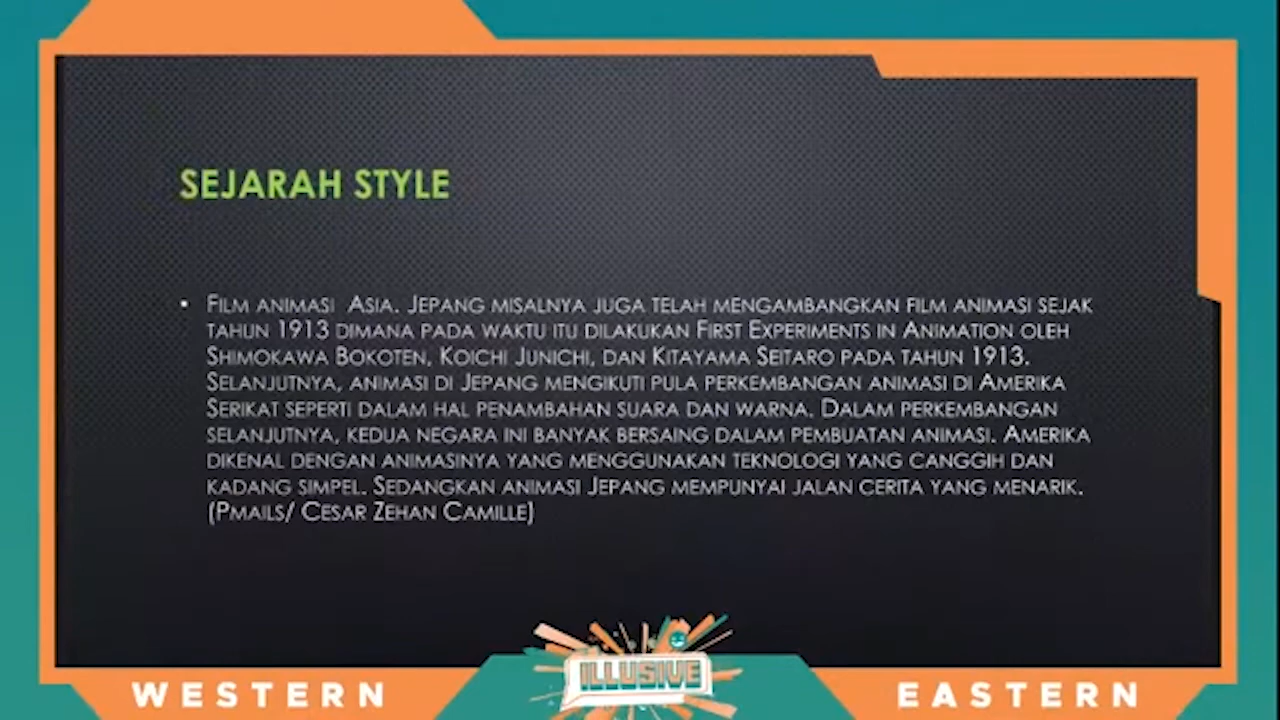 SEJARAH STYLE
• FILM ANIMASI ASIA. JEPANG MISALNYA JUGA TELAH MENGAMBANGKAN FILM ANIMASI SEJAK
TAHUN 1913 DIMANA PADA WAKTU ITU DILAKUKAN FIRST EXPERIMENTS IN ANIMATION OLEH
SHIMOKAWA BOKOTEN, KOICHI JUNICHI, DAN KITAYAMA SEITARO PADA TAHUN 1913.
SELANJUTNYA, ANIMASI DI JEPANG MENGIKUTI PULA PERKEMBANGAN ANIMASI DI AMERIKA
SERIKAT SEPERTI DALAM HAL PENAMBAHAN SUARA DAN WARNA. DALAM PERKEMBANGAN
SELANJUTNYA, KEDUA NEGARA INI BANYAK BERSAING DALAM PEMBUATAN ANIMASI. AMERIKA
DIKENAL DENGAN ANIMASINYA YANG MENGGUNAKAN TEKNOLOGI YANG CANGGIH DAN
KADANG SIMPEL. SEDANGKAN ANIMASI JEPANG MEMPUNYAI JALAN CERITA YANG MENARIK.
(PMAILS/ CESAR ZEHAN CAMILLE)
WESTERN
ILLUSIVE
EASTERN